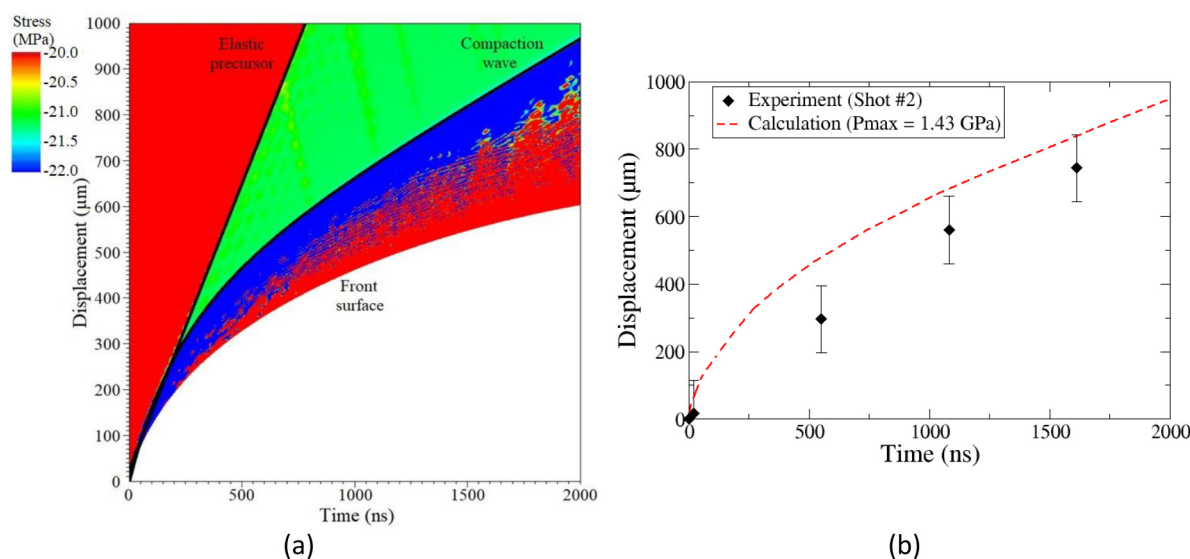 Stress
(MPa)
-20.0
-20.5
-21.0
-21.5
-22.0
Displacement (µm)
1000
900
800
700
600
500
400
300
200
100
0
Elastic
precursor
Compaction
wave
Front
surface
0
500
1000
1500
2000
Time (ns)
(a)
Displacement (µm)
1000
800
600
400
200
0
Experiment (Shot #2)
Calculation (Pmax = 1.43 GPa)
0
500
1000
1500
2000
Time (ns)
(b)